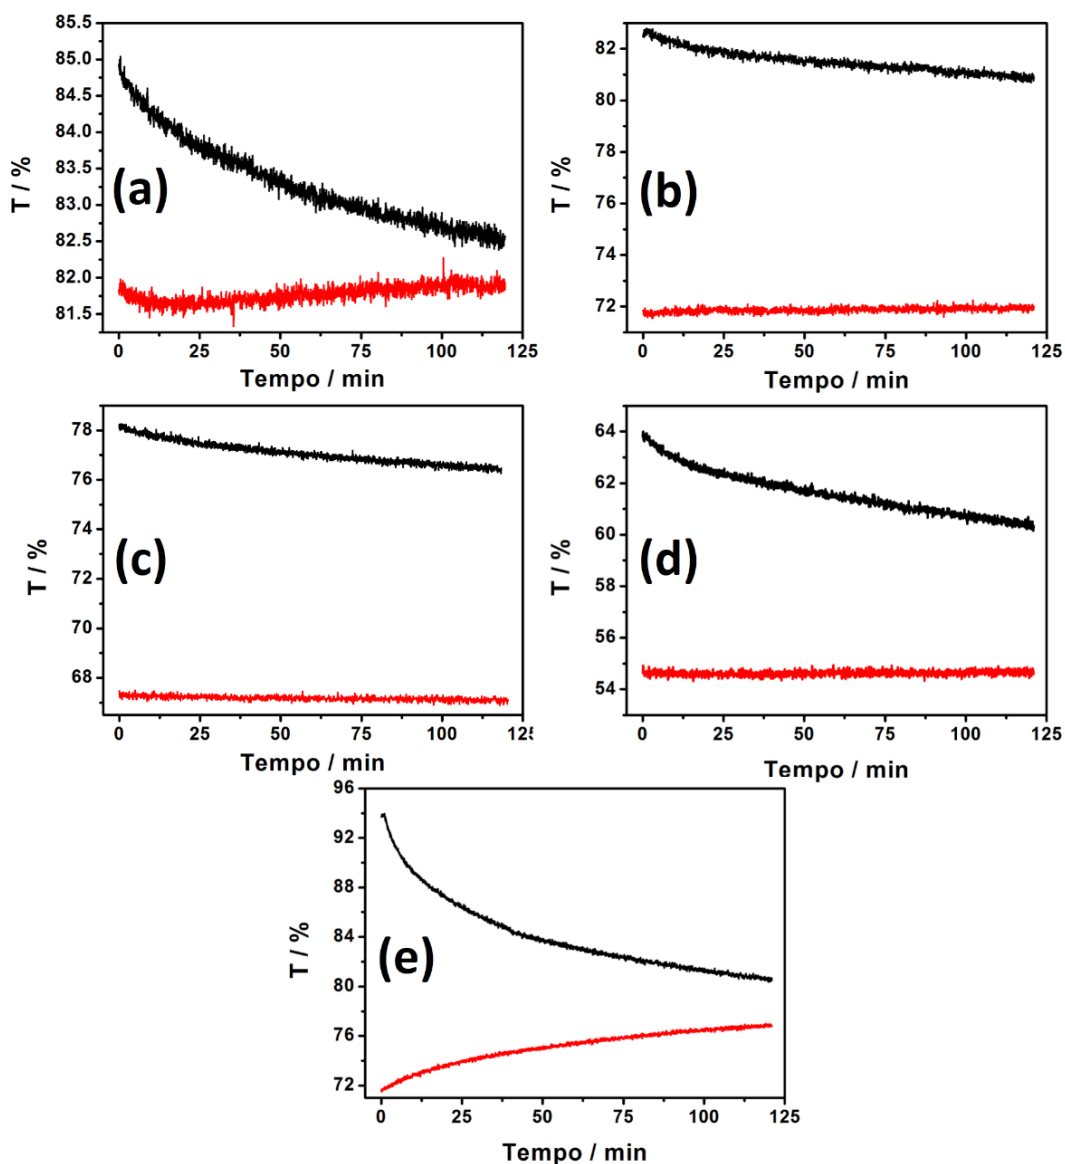 85.5
85.0
84.5
84.0
83.5
83.0
82.5
82.0
81.5
T / %
(a)
0 25 50 75 100 125
Tempo / min
82
80
78
76
74
72
T / %
(b)
0 25 50 75 100 125
Tempo / min
78
76
74
72
70
68
T / %
(c)
0 25 50 75 100 125
Tempo / min
64
62
60
58
56
54
T / %
(d)
0 25 50 75 100 125
Tempo / min
96
92
88
84
80
76
72
T / %
(e)
0 25 50 75 100 125
Tempo / min